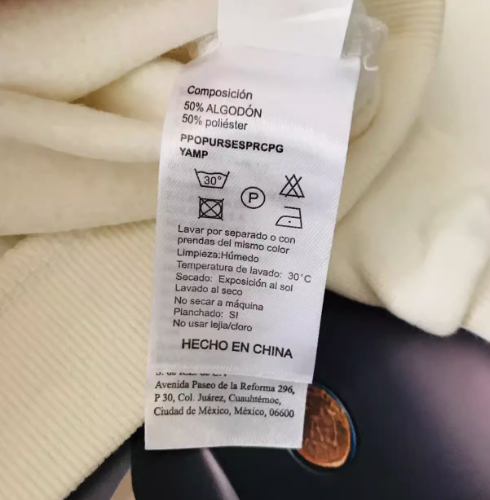 Composición
50% ALGODÓN
50% poliéster
PPOPURSESPRCPG
YAMP
30°
P
Lavar por separado o con
prendas del mismo color
Limpieza:Húmedo
Temperatura de lavado: 30°C
Secado: Exposición al sol
Lavado al seco
No secar a máquina
Planchado: SI
No usar lejia/cloro
HECHO EN CHINA
Avenida Paseo de la Reforma 296,
P 30, Col. Juárez, Cuauhtémoc,
Ciudad de México, México, 06600